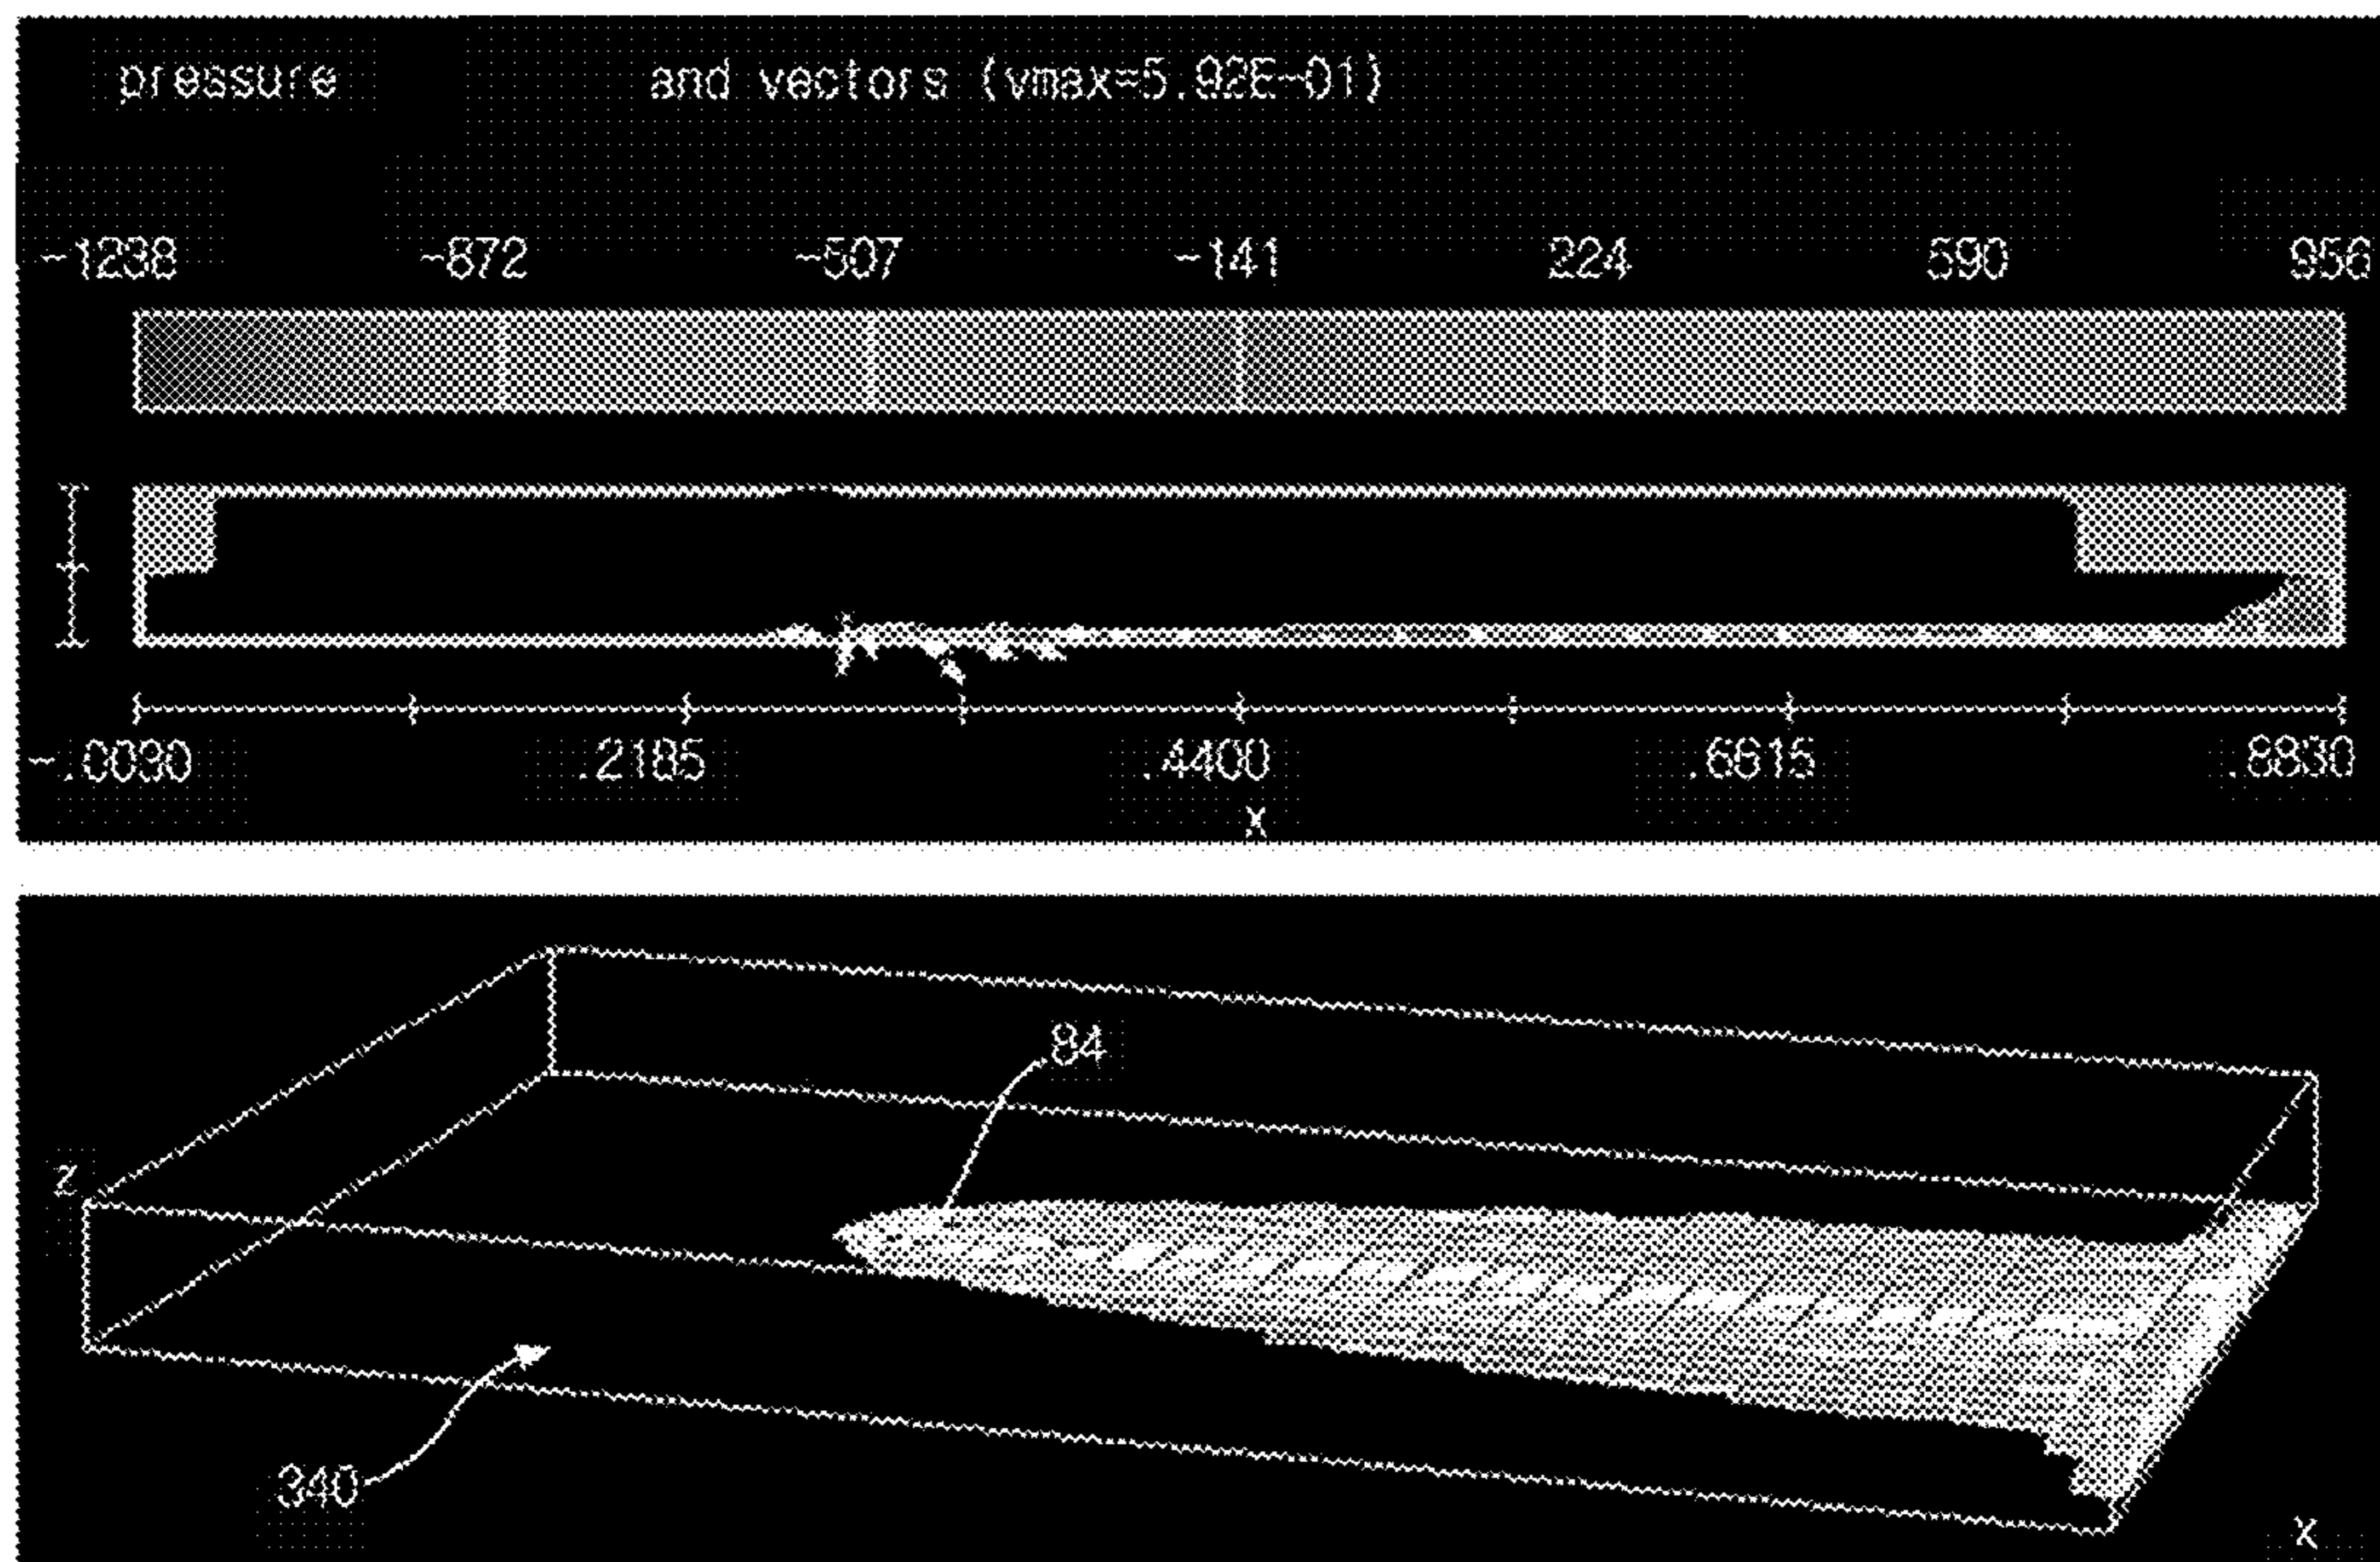 pressure and vectors (vmax=5.92E-01)
-1238 -872 -507 -141 224 590 956
-.0090 .2185 .4400 .6615 .8830
x
84
z
340
x